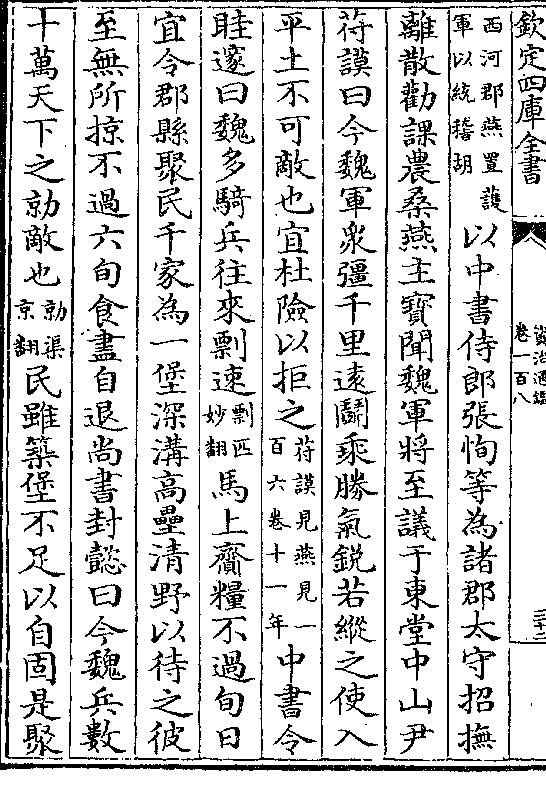 欽定四庫全書
資治通鑑
卷一百八
三十二
西河郡燕置護
軍以統稽胡
以中書侍郎張恂等為諸郡太守招撫
離散勸課農桑燕主寶聞魏軍將至議于東堂中山尹
苻謨曰今魏軍衆彊千里遠鬭乘勝氣鋭若縱之使入
平土不可敵也宜杜險以拒之
苻謨見燕見一
百六卷十一年
中書令
眭邃曰魏多騎兵往來剽速
剽匹
妙翻
馬上齎糧不過旬日
宜令郡縣聚民千家為一堡深溝高壘清野以待之彼
至無所掠不過六旬食盡自退尚書封懿曰今魏兵數
十萬天下之勍敵也
勍渠
京翻
民雖築堡不足以自固是聚